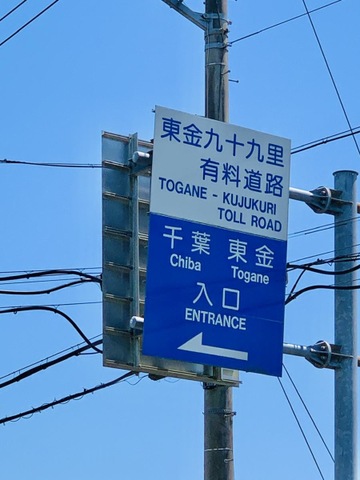 東金九十九里
有料道路
TOGANE - KUJUKURI
TOLL ROAD
千葉 東金
Chiba Togane
入口
ENTRANCE